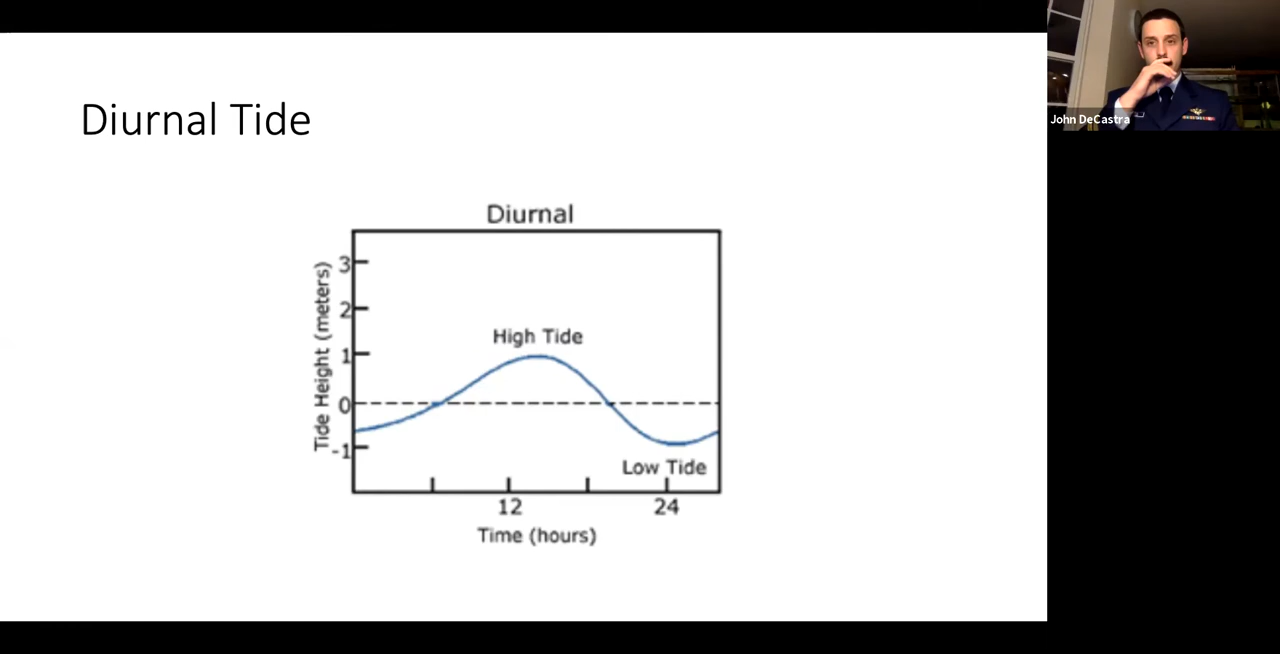 Diurnal Tide
John DeCastra
Diurnal
Tide Height (meters)
3
2
1
0
-1
High Tide
Low Tide
12
24
Time (hours)